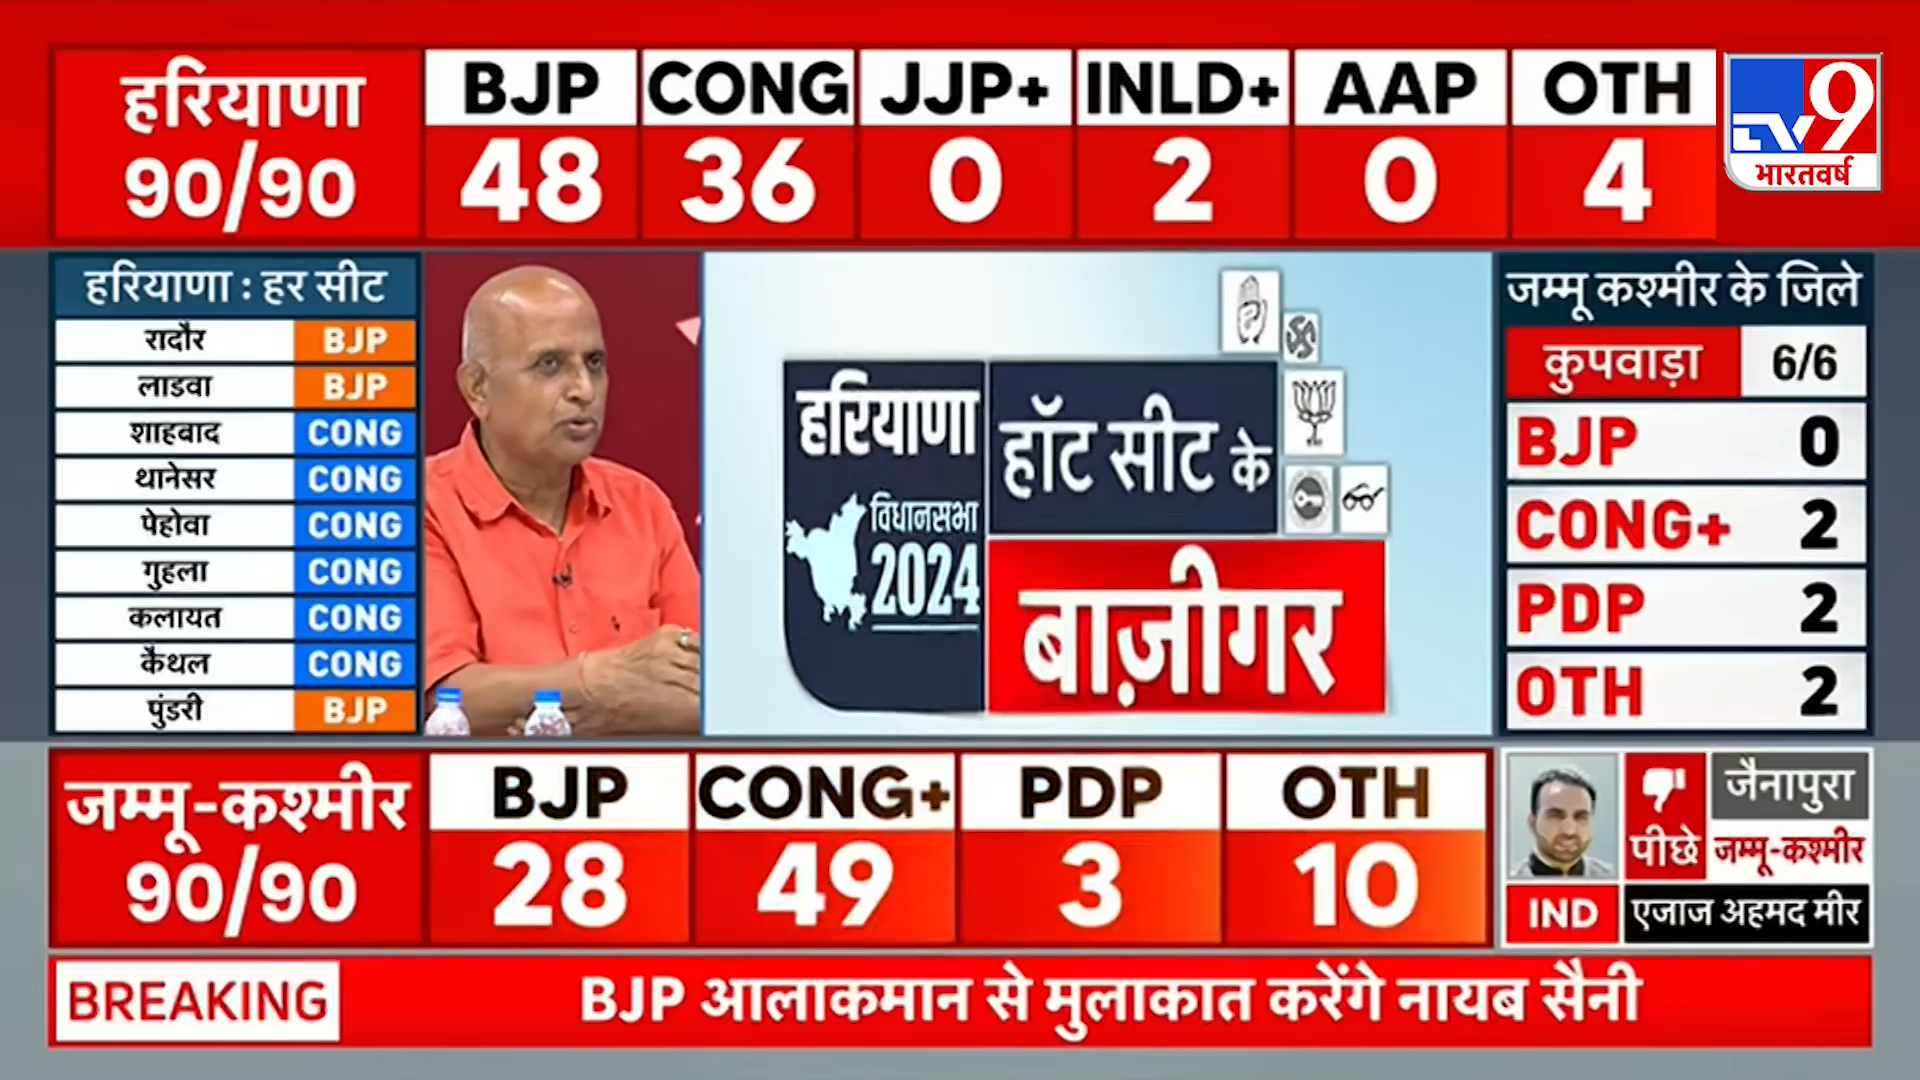 हरियाणा
90/90
BJP CONG JJP+ INLD+ AAP OTH
48 36 0 2 0 4
TV9
भारतवर्ष
हरियाणा : हर सीट
रादौर BJP
लाडवा BJP
शाहवाद CONG
थानेसर CONG
पेहोवा CONG
गुहला CONG
कलायत CONG
कैथल CONG
पुंडरी BJP
हरियाणा
विधानसभा
2024
हॉट सीट के
बाज़ीगर
जम्मू कश्मीर के जिले
कुपवाड़ा 6/6
BJP 0
CONG+ 2
PDP 2
OTH 2
जम्मू-कश्मीर
90/90
BJP CONG+ PDP OTH
28 49 3 10
जैनापुरा
पीछे जम्मू-कश्मीर
IND एजाज अहमद मीर
BREAKING BJP आलाकमान से मुलाकात करेंगे नायब सैनी